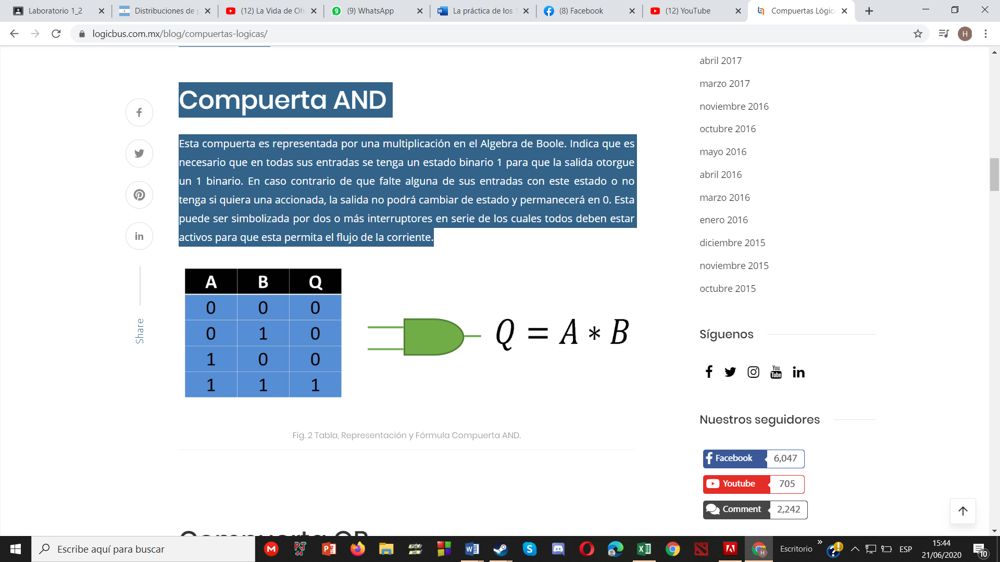 Laboratorio 1_2
Distribuciones de p
(12) La Vida de Oh
(9) WhatsApp
La práctica de los 1
(8) Facebook
(12) YouTube
Compuertas Lógica
logicbus.com.mx/blog/compuertas-logicas/
H
Compuerta AND
Esta compuerta es representada por una multiplicación en el Algebra de Boole. Indica que es
necesario que en todas sus entradas se tenga un estado binario 1 para que la salida otorgue
un 1 binario. En caso contrario de que falte alguna de sus entradas con este estado o no
tenga si quiera una accionada, la salida no podrá cambiar de estado y permanecerá en 0. Esta
puede ser simbolizada por dos o más interruptores en serie de los cuales todos deben estar
activos para que esta permita el flujo de la corriente.
Share
A B Q
0 0 0
0 1 0
1 0 0
1 1 1
Q = A * B
Fig. 2 Tabla, Representación y Fórmula Compuerta AND.
Compuerta OR
abril 2017
marzo 2017
noviembre 2016
octubre 2016
mayo 2016
abril 2016
marzo 2016
enero 2016
diciembre 2015
noviembre 2015
octubre 2015
Síguenos
You Tube
Nuestros seguidores
Facebook 6,047
Youtube 705
Comment 2,242
Escribe aquí para buscar
Escritorio
ESP
15:44
21/06/2020
10